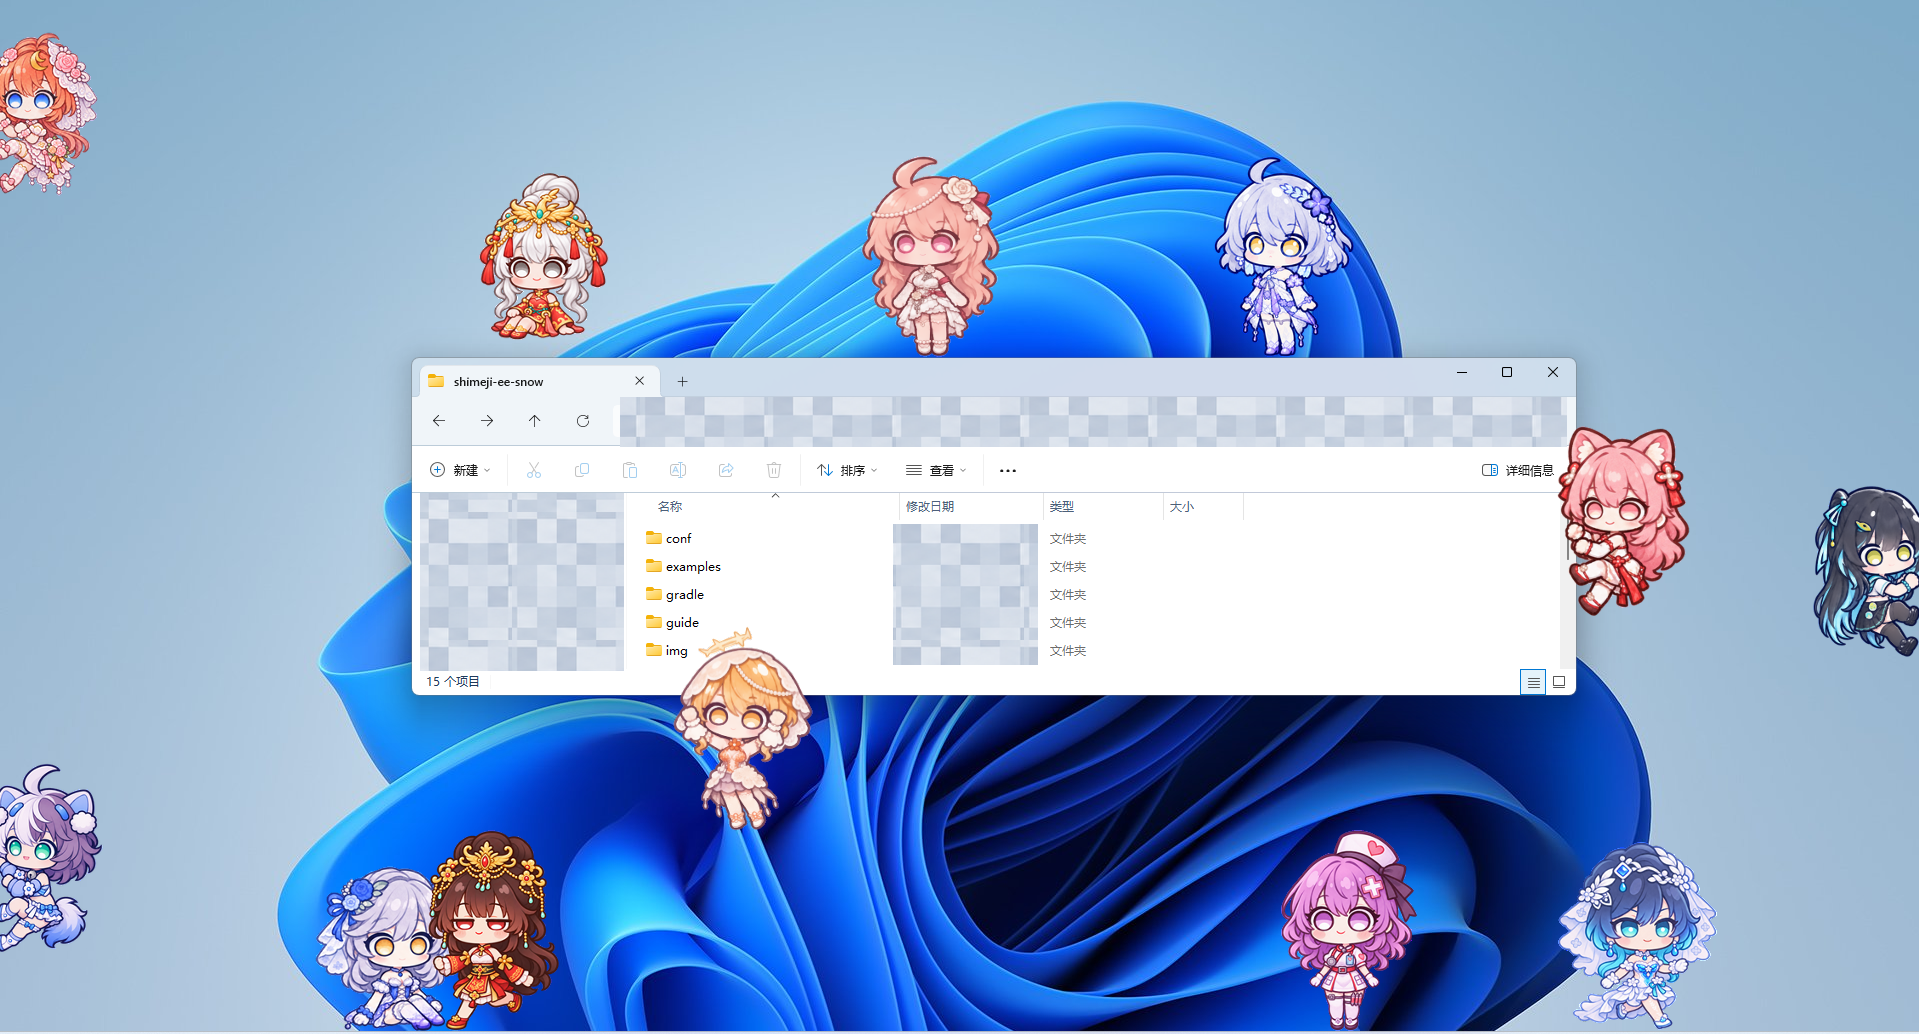 shimeji-ee-snow
新建
排序
查看
详细信息
名称
修改日期
类型
大小
conf
文件夹
examples
文件夹
gradle
文件夹
guide
文件夹
img
文件夹
15 个项目